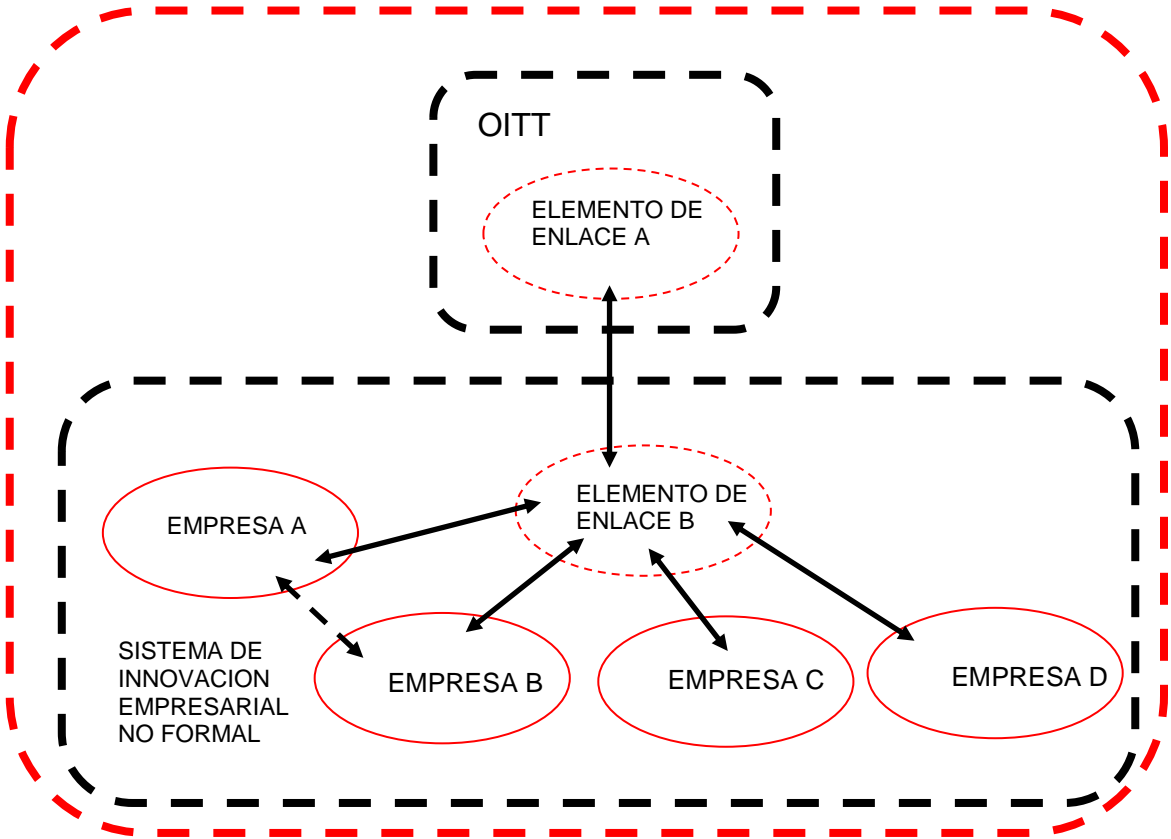 OITT
ELEMENTO DE
ENLACE A
ELEMENTO DE
ENLACE B
EMPRESA A
EMPRESA B
EMPRESA C
EMPRESA D
SISTEMA DE
INNOVACION
EMPRESARIAL
NO FORMAL